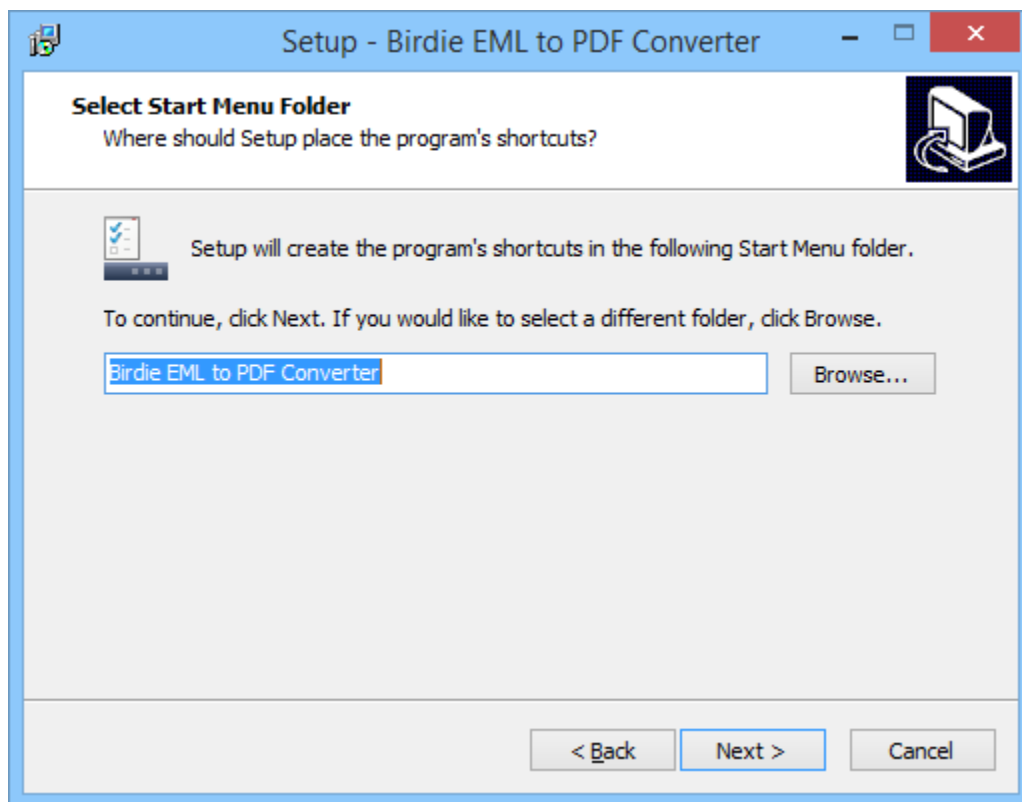 Setup - Birdie EML to PDF Converter
Select Start Menu Folder
Where should Setup place the program's shortcuts?
Setup will create the program's shortcuts in the following Start Menu folder.
To continue, click Next. If you would like to select a different folder, click Browse.
Birdie EML to PDF Converter
Browse...
< Back
Next >
Cancel